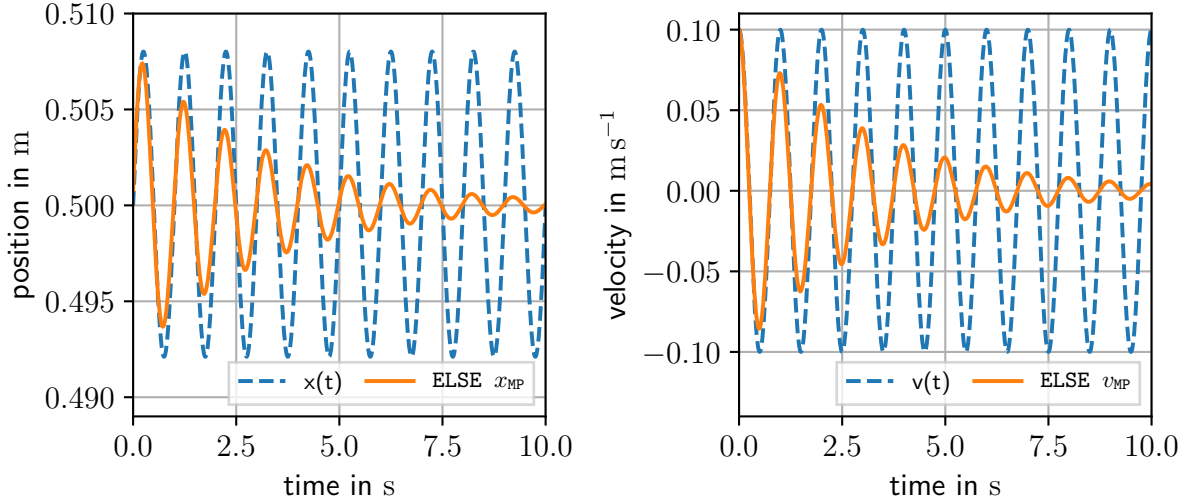 0.510
0.505
0.500
0.495
0.490
position in m
0.0
2.5
5.0
7.5
10.0
time in s
x(t)
ELSE x_MP
0.10
0.05
0.00
−0.05
−0.10
velocity in m s⁻¹
0.0
2.5
5.0
7.5
10.0
time in s
v(t)
ELSE v_MP